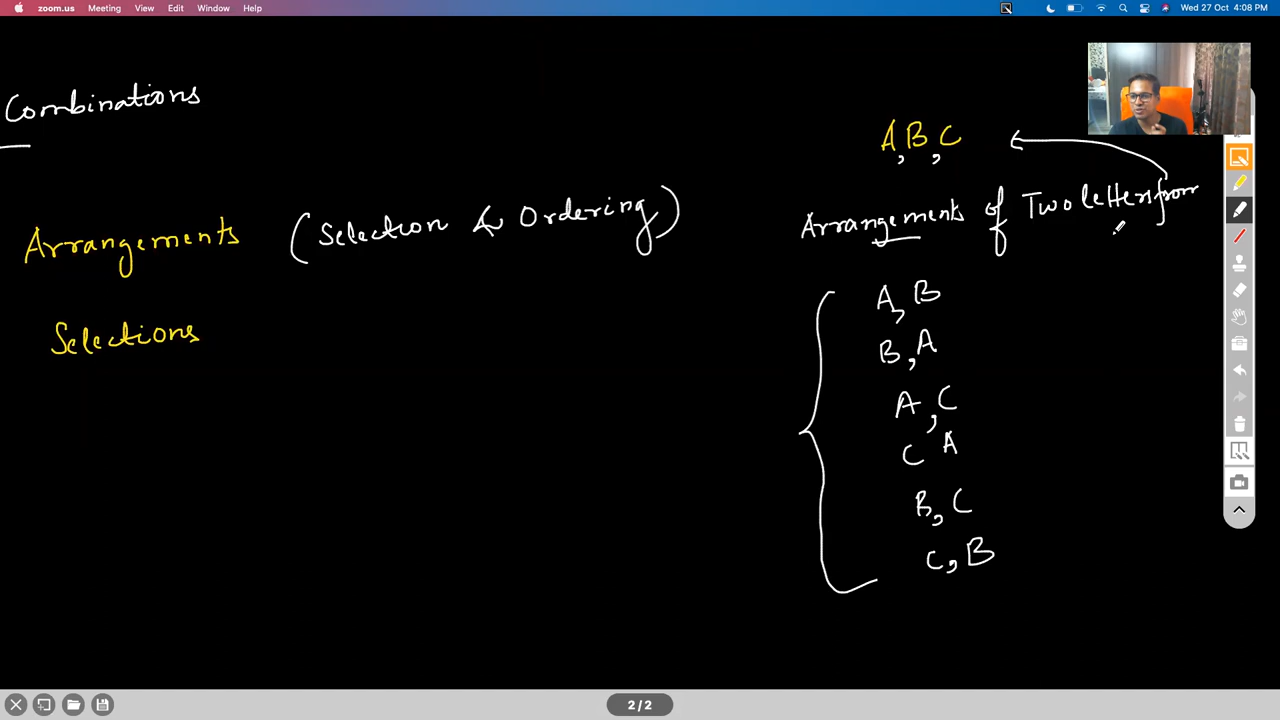 zoom.us Meeting View Edit Window Help
Wed 27 Oct 4:08 PM
Combinations
A, B, C
Arrangements (Selection & Ordering)
Arrangements of Two letters from
Selections
A, B
B, A
A, C
C A
B, C
C, B
2/2